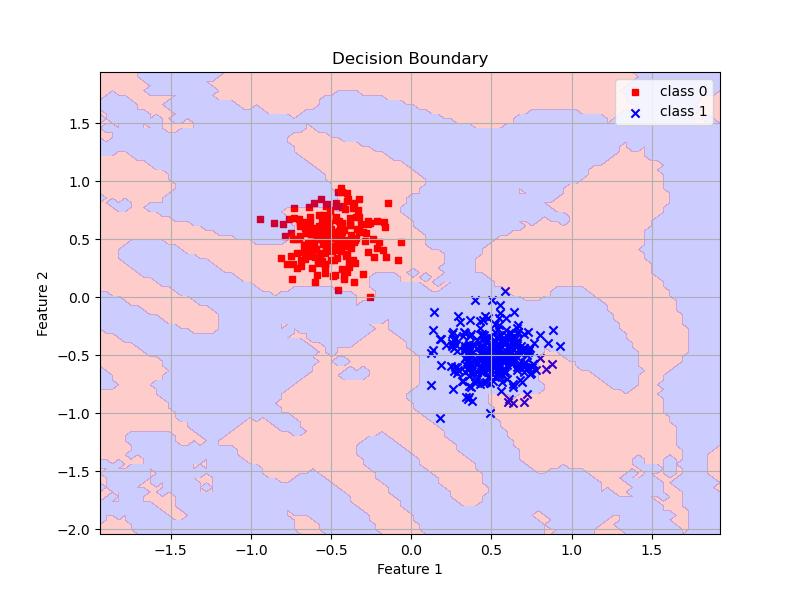 Decision Boundary
class 0
class 1
Feature 2
1.5
1.0
0.5
0.0
−0.5
−1.0
−1.5
−2.0
−1.5 −1.0 −0.5 0.0 0.5 1.0 1.5
Feature 1